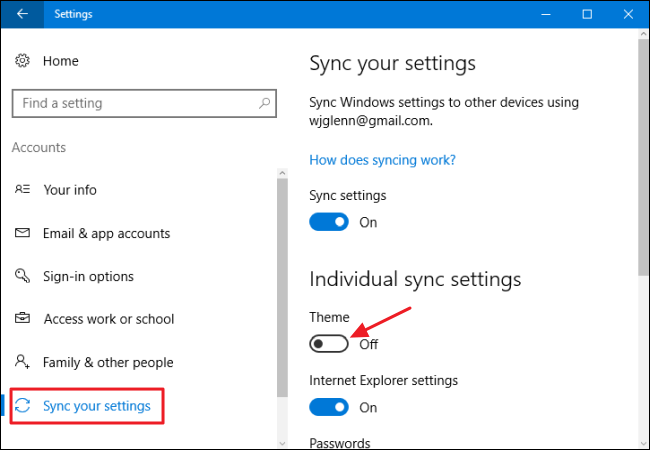 Settings
Home
Find a setting
Accounts
Your info
Email & app accounts
Sign-in options
Access work or school
Family & other people
Sync your settings
Sync your settings
Sync Windows settings to other devices using
wjglenn@gmail.com.
How does syncing work?
Sync settings
On
Individual sync settings
Theme
Off
Internet Explorer settings
On
Passwords